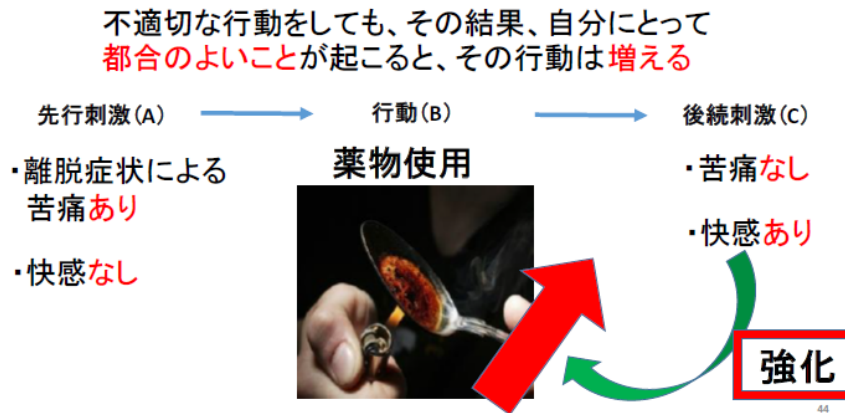 不適切な行動をしても、その結果、自分にとって
都合のよいことが起こると、その行動は増える
先行刺激(A)
行動(B)
後続刺激(C)
・離脱症状による
苦痛あり
・快感なし
薬物使用
・苦痛なし
・快感あり
強化
44